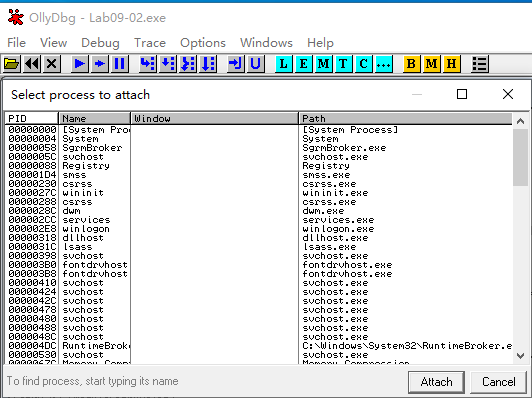 OllyDbg - Lab09-02.exe
File View Debug Trace Options Windows Help
L E M T C ... B M H
Select process to attach
PID Name Window Path
00000000 [System Proc [System Process]
00000004 System System
00000058 SgrmBroker SgrmBroker.exe
0000005C svchost svchost.exe
00000088 Registry Registry
000001D4 smss smss.exe
00000230 csrss csrss.exe
0000027C wininit wininit.exe
00000288 csrss csrss.exe
0000028C dwm dwm.exe
000002CC services services.exe
000002E8 winlogon winlogon.exe
00000318 dllhost dllhost.exe
0000031C lsass lsass.exe
00000398 svchost svchost.exe
000003B0 fontdrvhost fontdrvhost.exe
000003B8 fontdrvhost fontdrvhost.exe
00000410 svchost svchost.exe
00000424 svchost svchost.exe
0000042C svchost svchost.exe
00000478 svchost svchost.exe
00000480 svchost svchost.exe
00000488 svchost svchost.exe
0000048C svchost svchost.exe
000004DC RuntimeBroker C:\Windows\System32\RuntimeBroker.e
00000530 svchost svchost.exe
0000067C Memory Compr Memory Compression
To find process, start typing its name
Attach Cancel